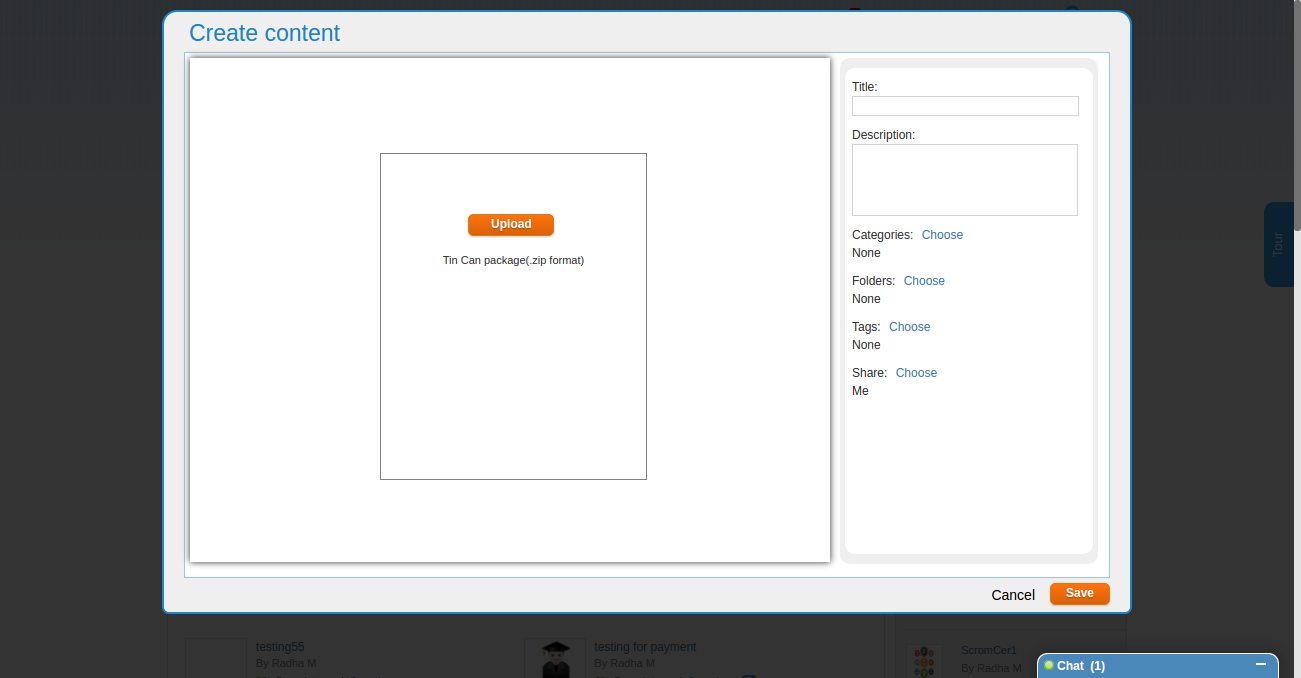 Create content
Upload
Tin Can package(.zip format)
Title:
Description:
Categories: Choose
None
Folders: Choose
None
Tags: Choose
None
Share: Choose
Me
Cancel
Save
Tour
testing55
By Radha M
testing for payment
By Radha M
ScromCer1
By Radha M
Chat (1)